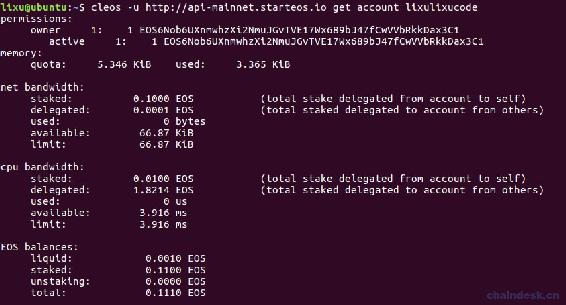 lixu@ubuntu:~$ cleos -u http://api-mainnet.starteos.io get account lixulixucode
permissions:
owner 1: 1 EOS6Nob6UXnmwhzXi2NmuJGvTVE17Wx6B9bJ47fCwVVbRkkDax3C1
active 1: 1 EOS6Nob6UXnmwhzXi2NmuJGvTVE17Wx6B9bJ47fCwVVbRkkDax3C1
memory:
quota: 5.346 KiB used: 3.365 KiB
net bandwidth:
staked: 0.1000 EOS (total stake delegated from account to self)
delegated: 0.0001 EOS (total staked delegated to account from others)
used: 0 bytes
available: 66.87 KiB
limit: 66.87 KiB
cpu bandwidth:
staked: 0.0100 EOS (total stake delegated from account to self)
delegated: 1.8214 EOS (total staked delegated to account from others)
used: 0 us
available: 3.916 ms
limit: 3.916 ms
EOS balances:
liquid: 0.0010 EOS
staked: 0.1100 EOS
unstaking: 0.0000 EOS
total: 0.1110 EOS
chaindesk.cn